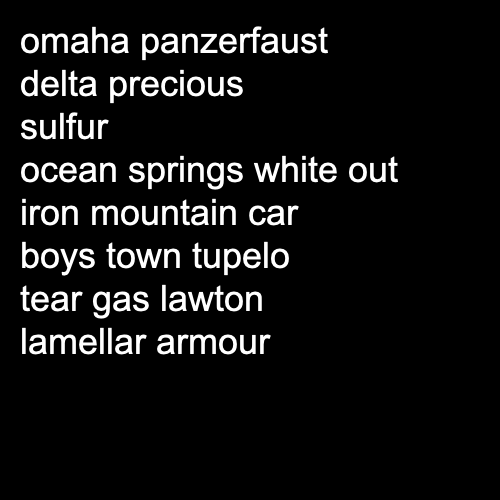 omaha panzerfaust
delta precious
sulfur
ocean springs white out
iron mountain car
boys town tupelo
tear gas lawton
lamellar armour